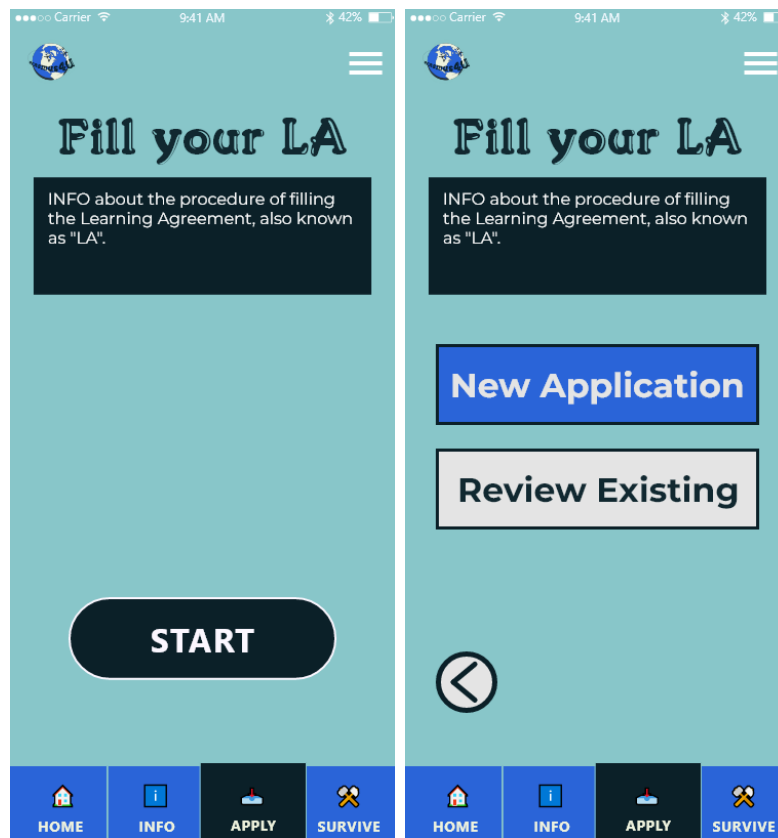 Carrier 9:41 AM 42%
Fill your LA
INFO about the procedure of filling
the Learning Agreement, also known
as "LA".
START
HOME INFO APPLY SURVIVE
Carrier 9:41 AM 42%
Fill your LA
INFO about the procedure of filling
the Learning Agreement, also known
as "LA".
New Application
Review Existing
HOME INFO APPLY SURVIVE